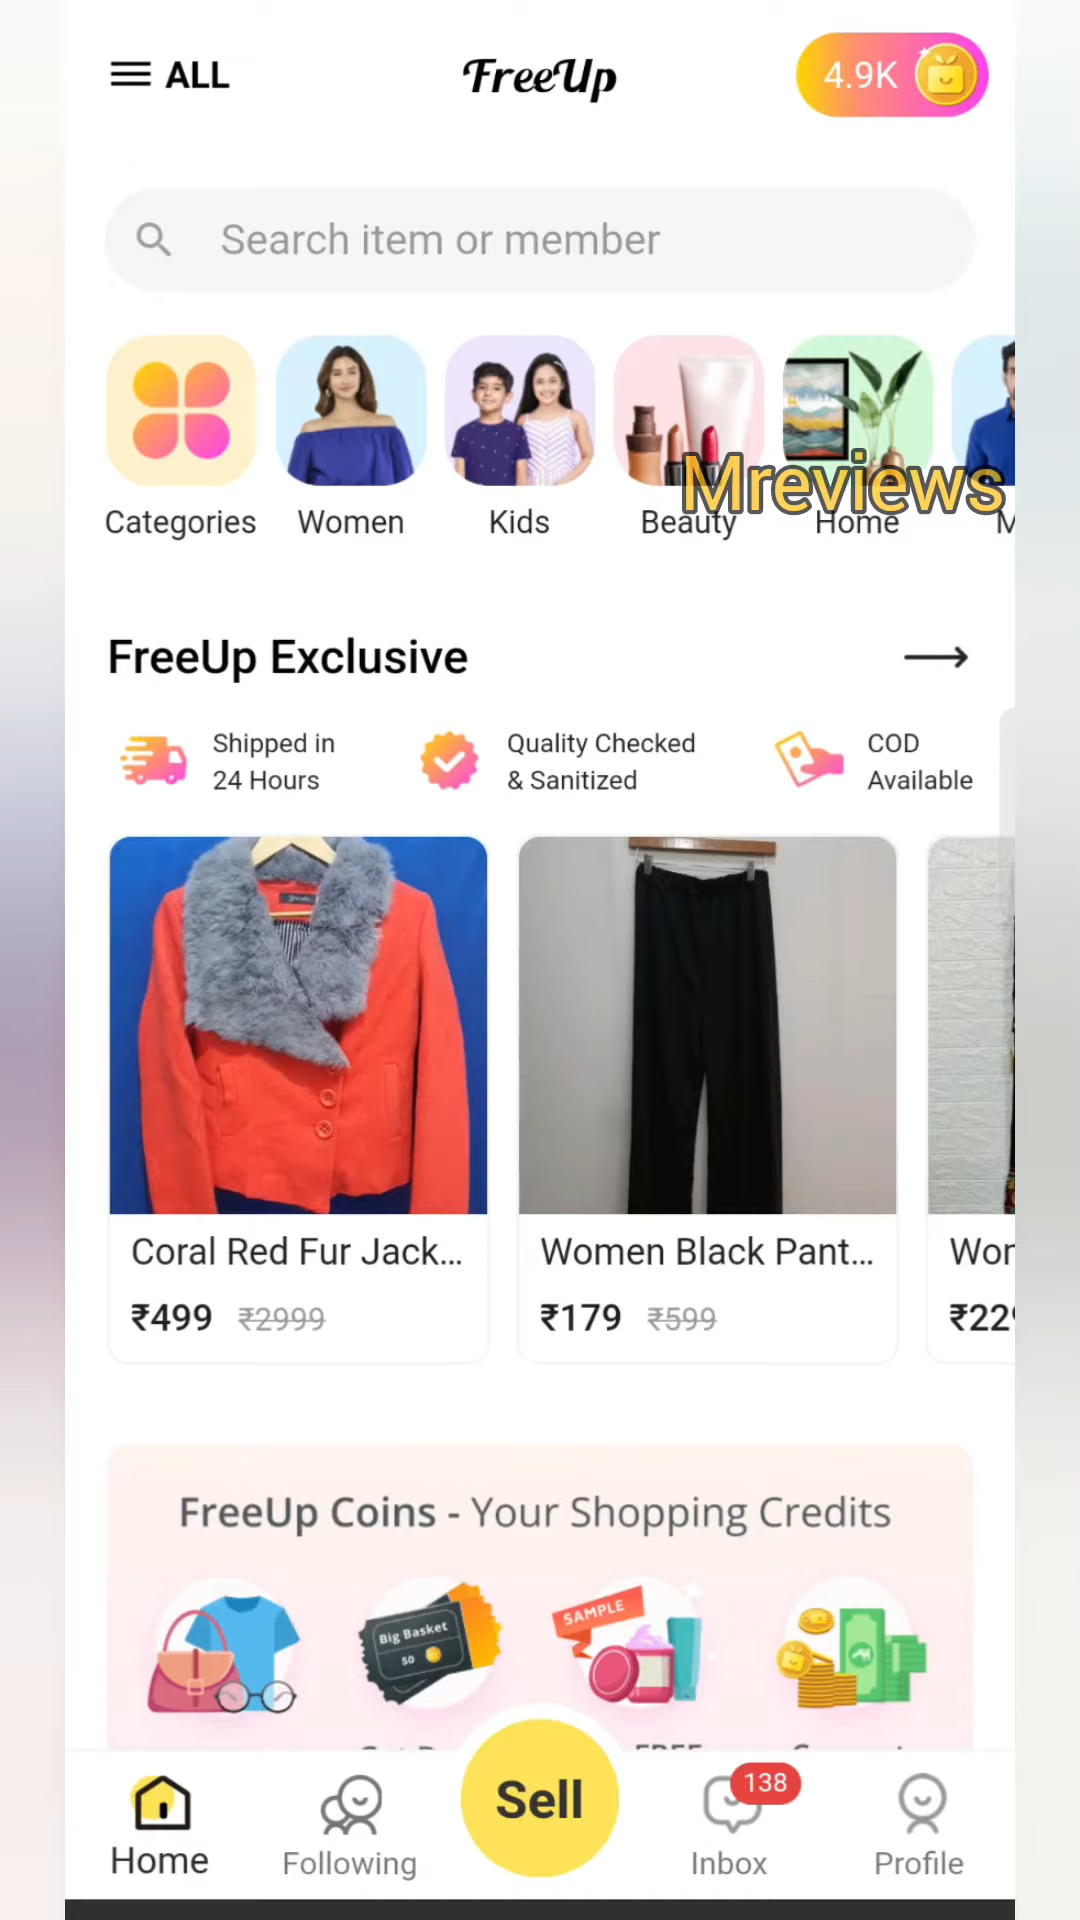 ALL
FreeUp
4.9K
Search item or member
Categories
Women
Kids
Beauty
Home
Mreviews
FreeUp Exclusive
Shipped in
24 Hours
Quality Checked
& Sanitized
COD
Available
Coral Red Fur Jack...
₹499 ₹2999
Women Black Pant...
₹179 ₹599
₹229
FreeUp Coins - Your Shopping Credits
Big Basket
50
SAMPLE
FREE
Home
Following
Sell
138
Inbox
Profile